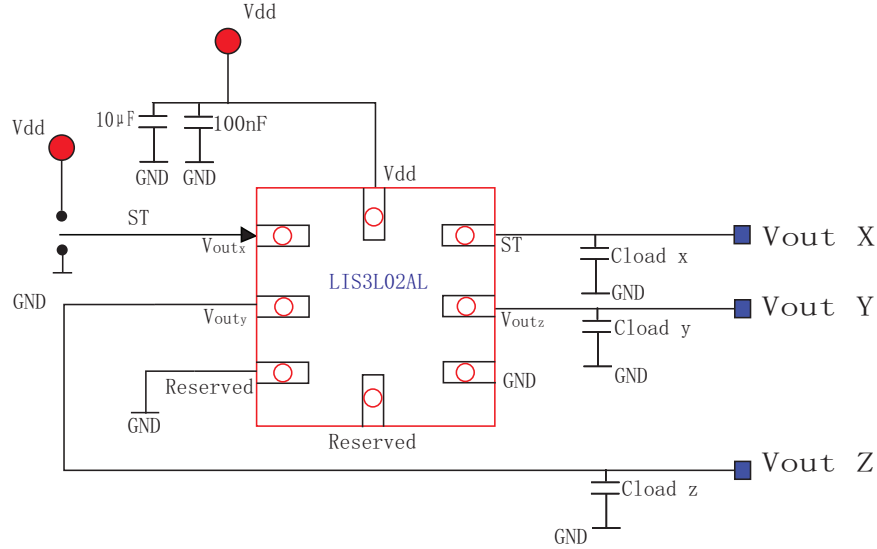 Vdd
10μF
100nF
Vdd
GND
GND
Vdd
ST
Voutx
ST
Vout X
Cload x
LIS3L02AL
GND
GND
Vouty
Voutz
Vout Y
Cload y
Reserved
GND
GND
GND
Reserved
Vout Z
Cload z
GND